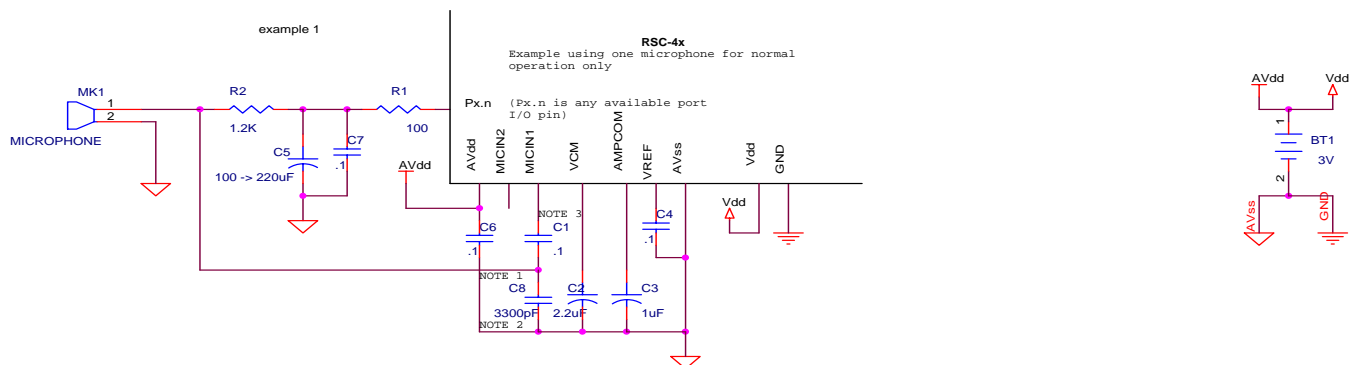 example 1
RSC-4x
Example using one microphone for normal
operation only
MK1
1
2
MICROPHONE
R2
1.2K
R1
100
Px.n
(Px.n is any available port
I/O pin)
C5
100 -> 220uF
C7
.1
AVdd
AVdd
MICIN2
MICIN1
VCM
AMPCOM
VREF
AVss
Vdd
GND
NOTE 3
C6
.1
C1
.1
C4
.1
Vdd
NOTE 1
C8
3300pF
C2
2.2uF
C3
1uF
NOTE 2
AVdd
Vdd
1
BT1
3V
2
AVss
GND